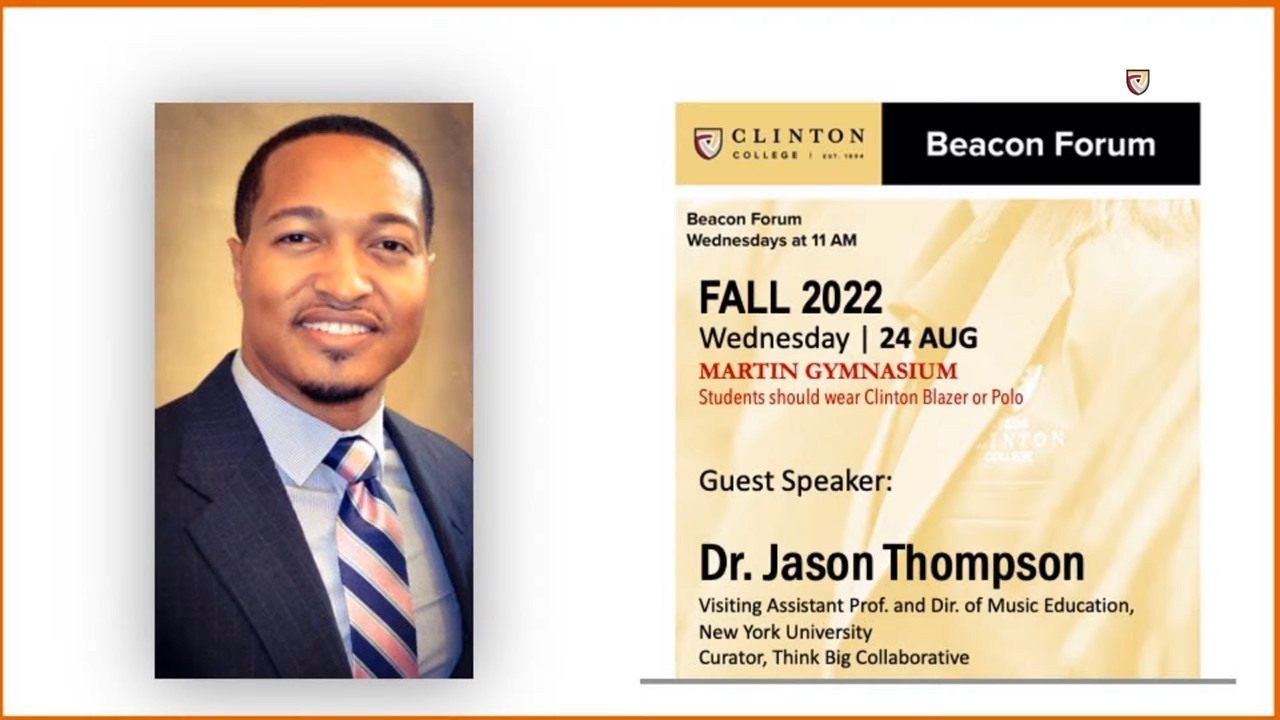 CLINTON
COLLEGE | EST. 1894
Beacon Forum
Beacon Forum
Wednesdays at 11 AM
FALL 2022
Wednesday | 24 AUG
MARTIN GYMNASIUM
Students should wear Clinton Blazer or Polo
CLINTON
COLLEGE
Guest Speaker:
Dr. Jason Thompson
Visiting Assistant Prof. and Dir. of Music Education,
New York University
Curator, Think Big Collaborative